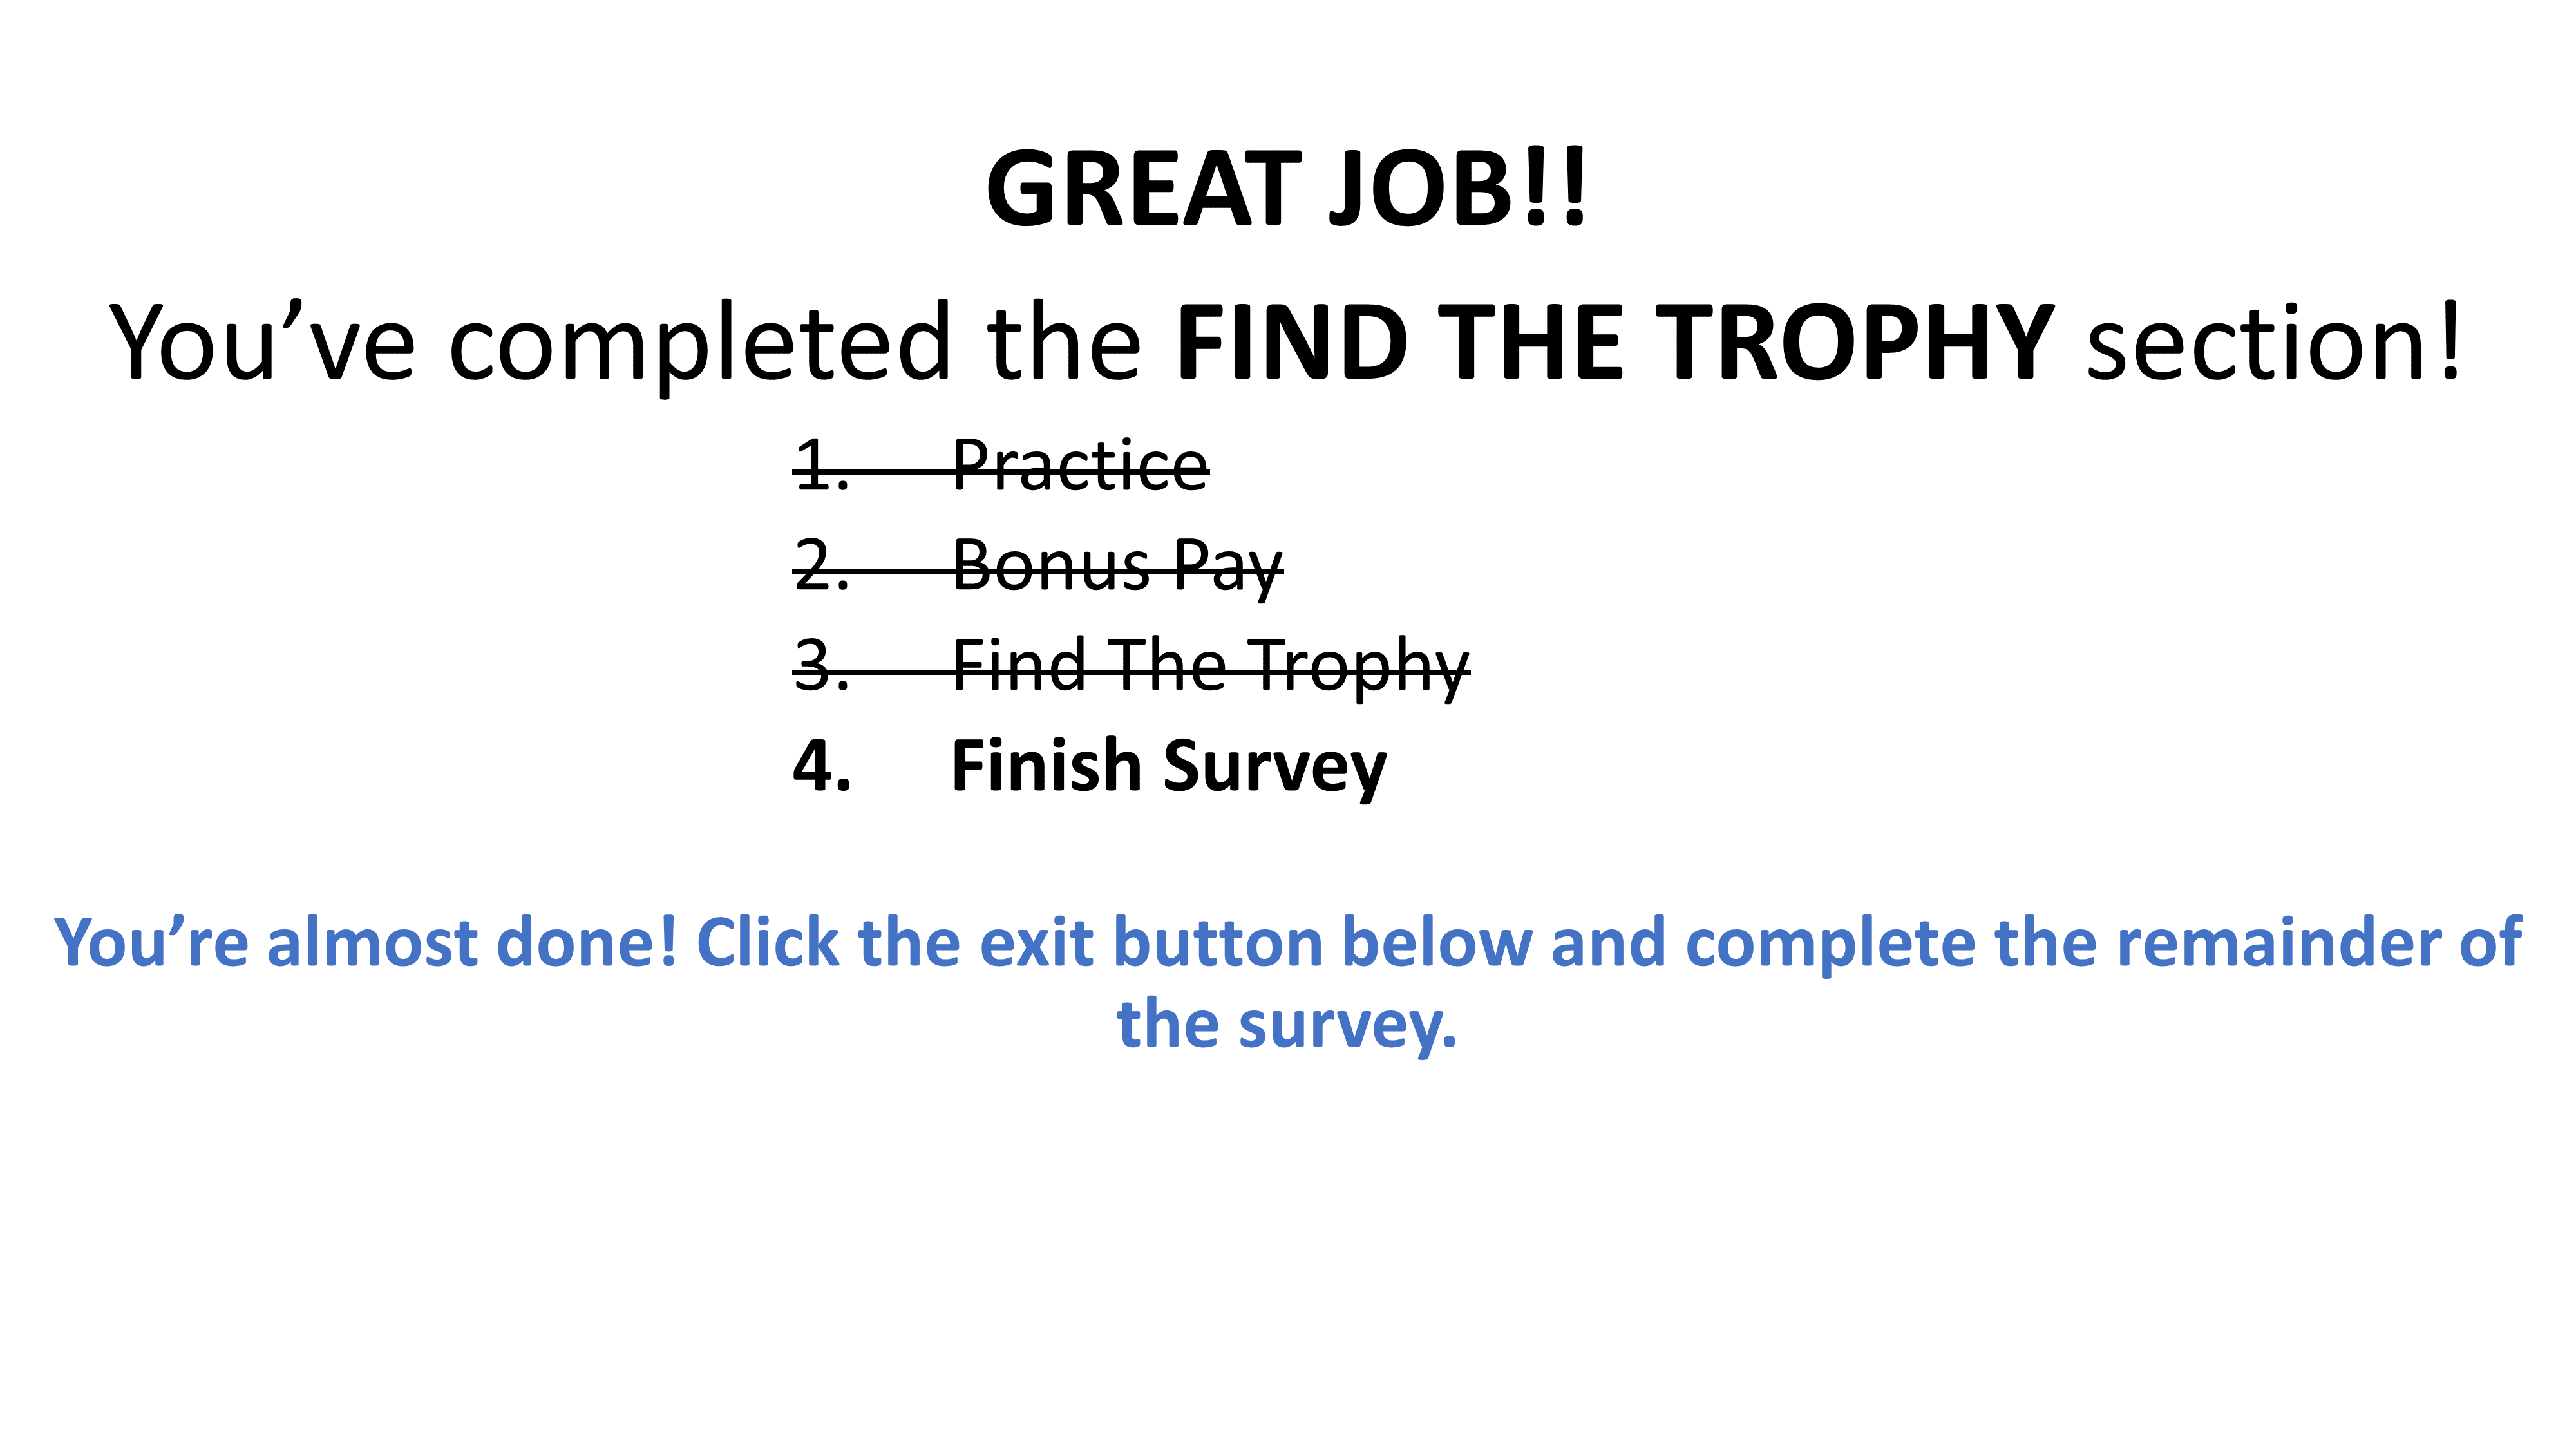 GREAT JOB!!
You’ve completed the FIND THE TROPHY section!
1. Practice
2. Bonus Pay
3. Find The Trophy
4. Finish Survey
You’re almost done! Click the exit button below and complete the remainder of
the survey.